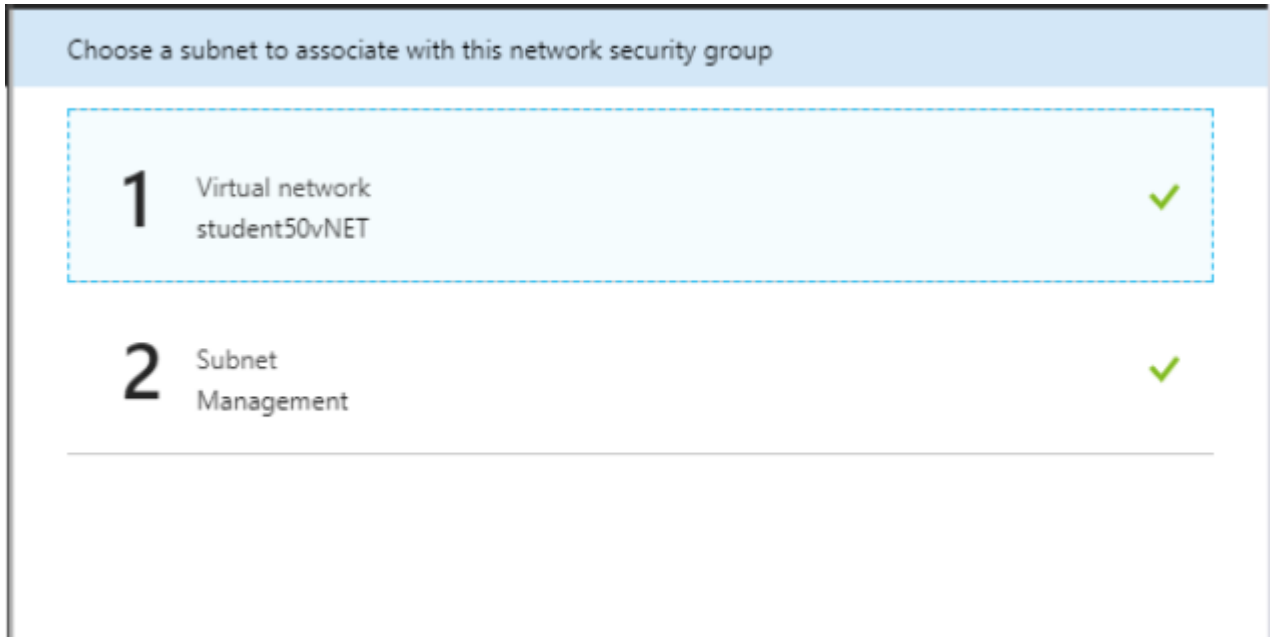 Choose a subnet to associate with this network security group
1
Virtual network
student50vNET
2
Subnet
Management